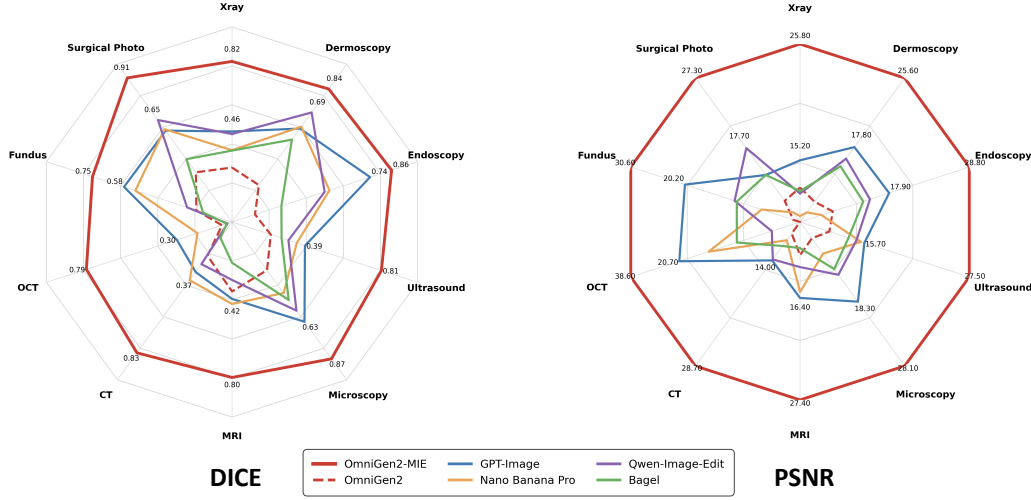 Xray
Surgical Photo
Dermoscopy
0.82
0.91
0.84
0.69
0.65
0.46
Fundus
Endoscopy
0.75
0.86
0.74
0.58
0.30
0.39
OCT
Ultrasound
0.79
0.81
0.37
0.42
0.63
0.83
0.87
0.80
CT
Microscopy
MRI
DICE
Xray
25.80
Surgical Photo
Dermoscopy
27.30
25.60
17.70
17.80
15.20
Fundus
Endoscopy
30.60
28.80
20.20
17.90
15.70
20.70
14.00
OCT
Ultrasound
38.60
27.50
16.40
18.30
28.70
28.10
27.40
CT
Microscopy
MRI
PSNR
OmniGen2-MIE
GPT-Image
Qwen-Image-Edit
OmniGen2
Nano Banana Pro
Bagel